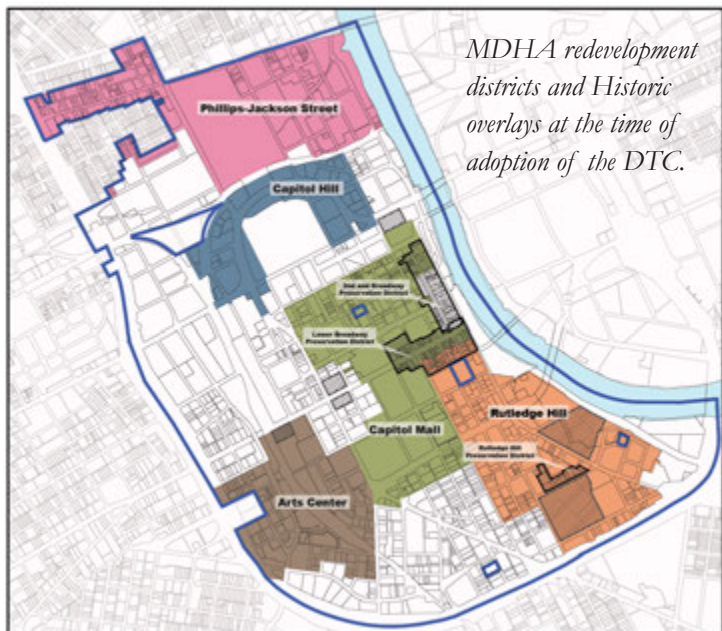 MDHA redevelopment
districts and Historic
overlays at the time of
adoption of the DTC.
Phillips-Jackson Street
Capitol Hill
2nd and Broadway
Preservation District
Lower Broadway
Preservation District
Rutledge Hill
Capitol Mall
Rutledge Hill
Preservation District
Arts Center